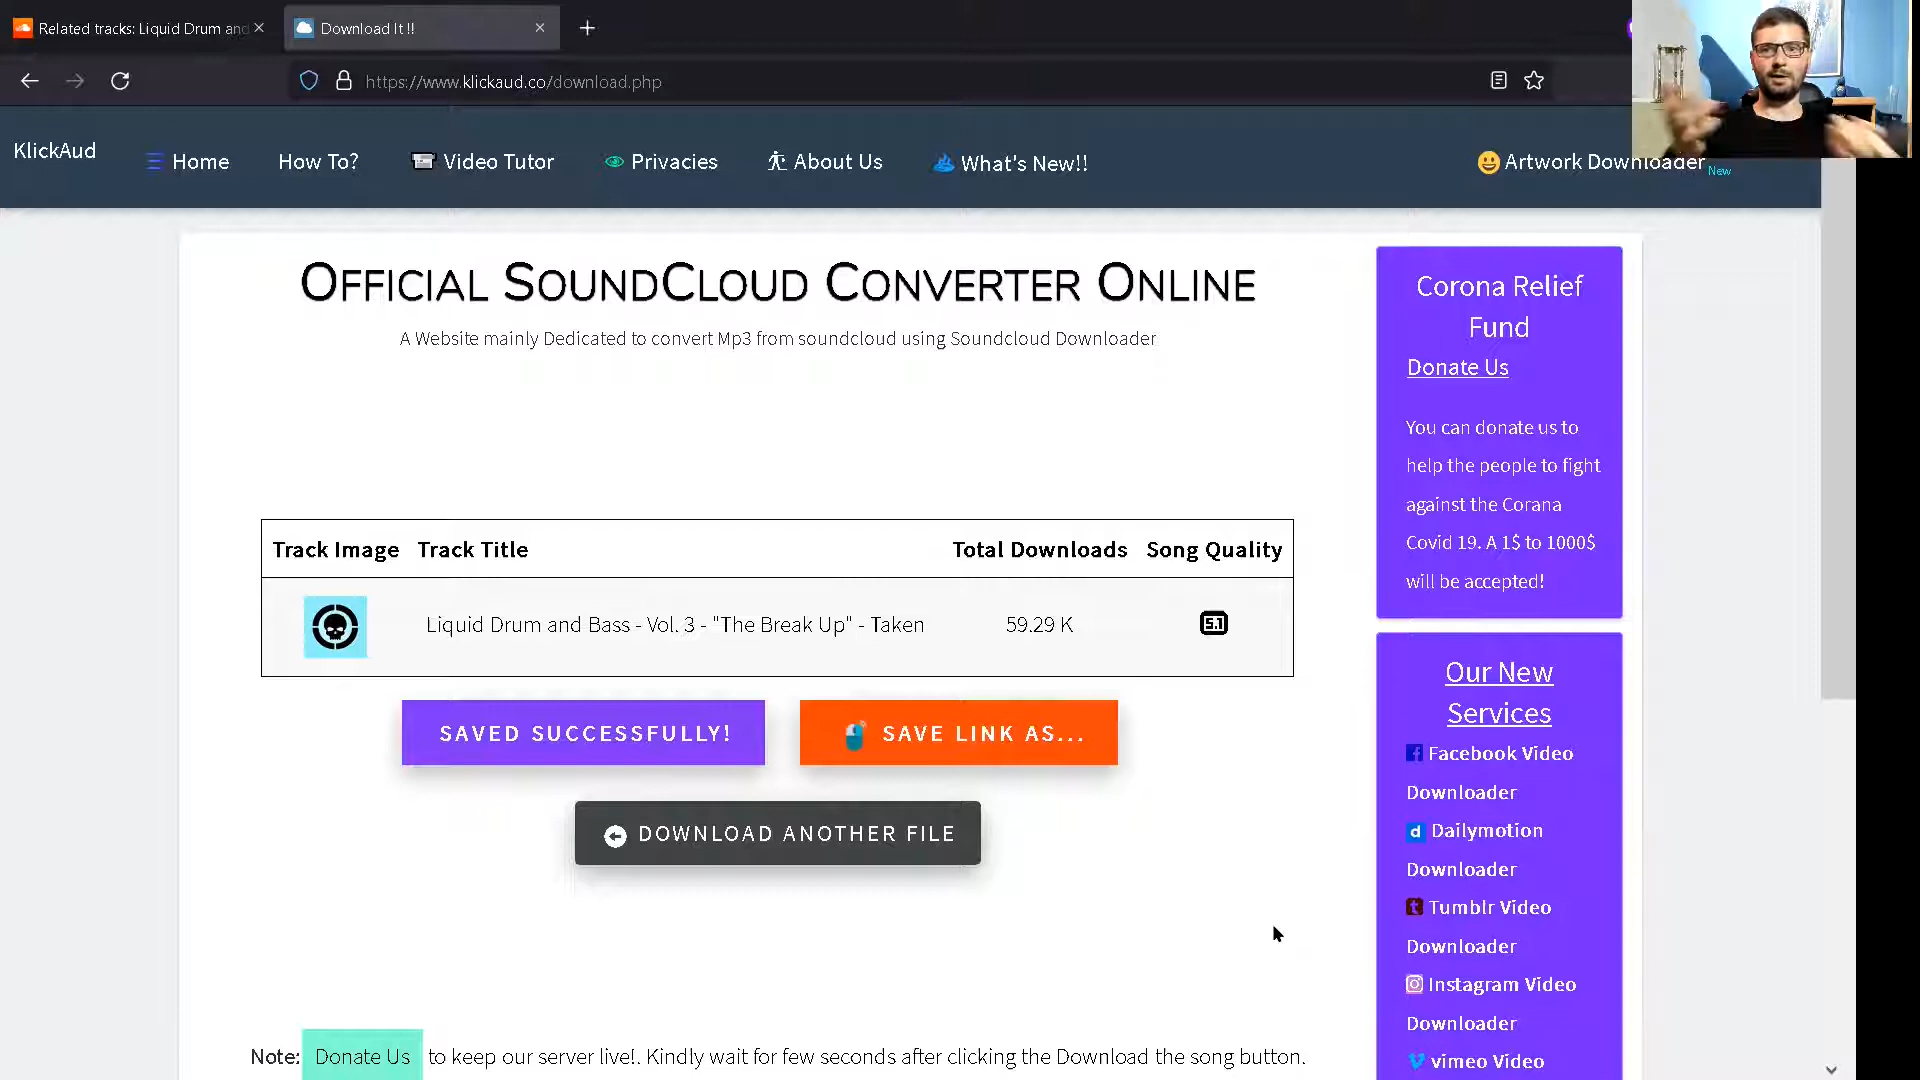 Related tracks: Liquid Drum and
Download It !!
https://www.klickaud.co/download.php
KlickAud
Home
How To?
Video Tutor
Privacies
About Us
What's New!!
Artwork Downloader
New
Official SoundCloud Converter Online
A Website mainly Dedicated to convert Mp3 from soundcloud using Soundcloud Downloader
Track Image Track Title Total Downloads Song Quality
Liquid Drum and Bass - Vol. 3 - "The Break Up" - Taken 59.29 K 5.1
SAVED SUCCESSFULLY!
SAVE LINK AS...
DOWNLOAD ANOTHER FILE
Note: Donate Us to keep our server live!. Kindly wait for few seconds after clicking the Download the song button.
Corona Relief
Fund
Donate Us
You can donate us to
help the people to fight
against the Corana
Covid 19. A 1$ to 1000$
will be accepted!
Our New
Services
Facebook Video
Downloader
Dailymotion
Downloader
Tumblr Video
Downloader
Instagram Video
Downloader
vimeo Video